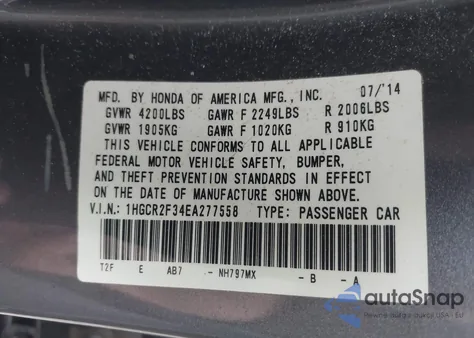 MFD. BY HONDA OF AMERICA MFG., INC. 07/'14
GVWR 4200LBS GAWR F 2249LBS R 2006LBS
GVWR 1905KG GAWR F 1020KG R 910KG
THIS VEHICLE CONFORMS TO ALL APPLICABLE
FEDERAL MOTOR VEHICLE SAFETY, BUMPER,
AND THEFT PREVENTION STANDARDS IN EFFECT
ON THE DATE OF MANUFACTURE SHOWN ABOVE.
V.I.N.: 1HGCR2F34EA277558 TYPE: PASSENGER CAR
T2F E AB7 - NH797MX - B - A
autoSnap